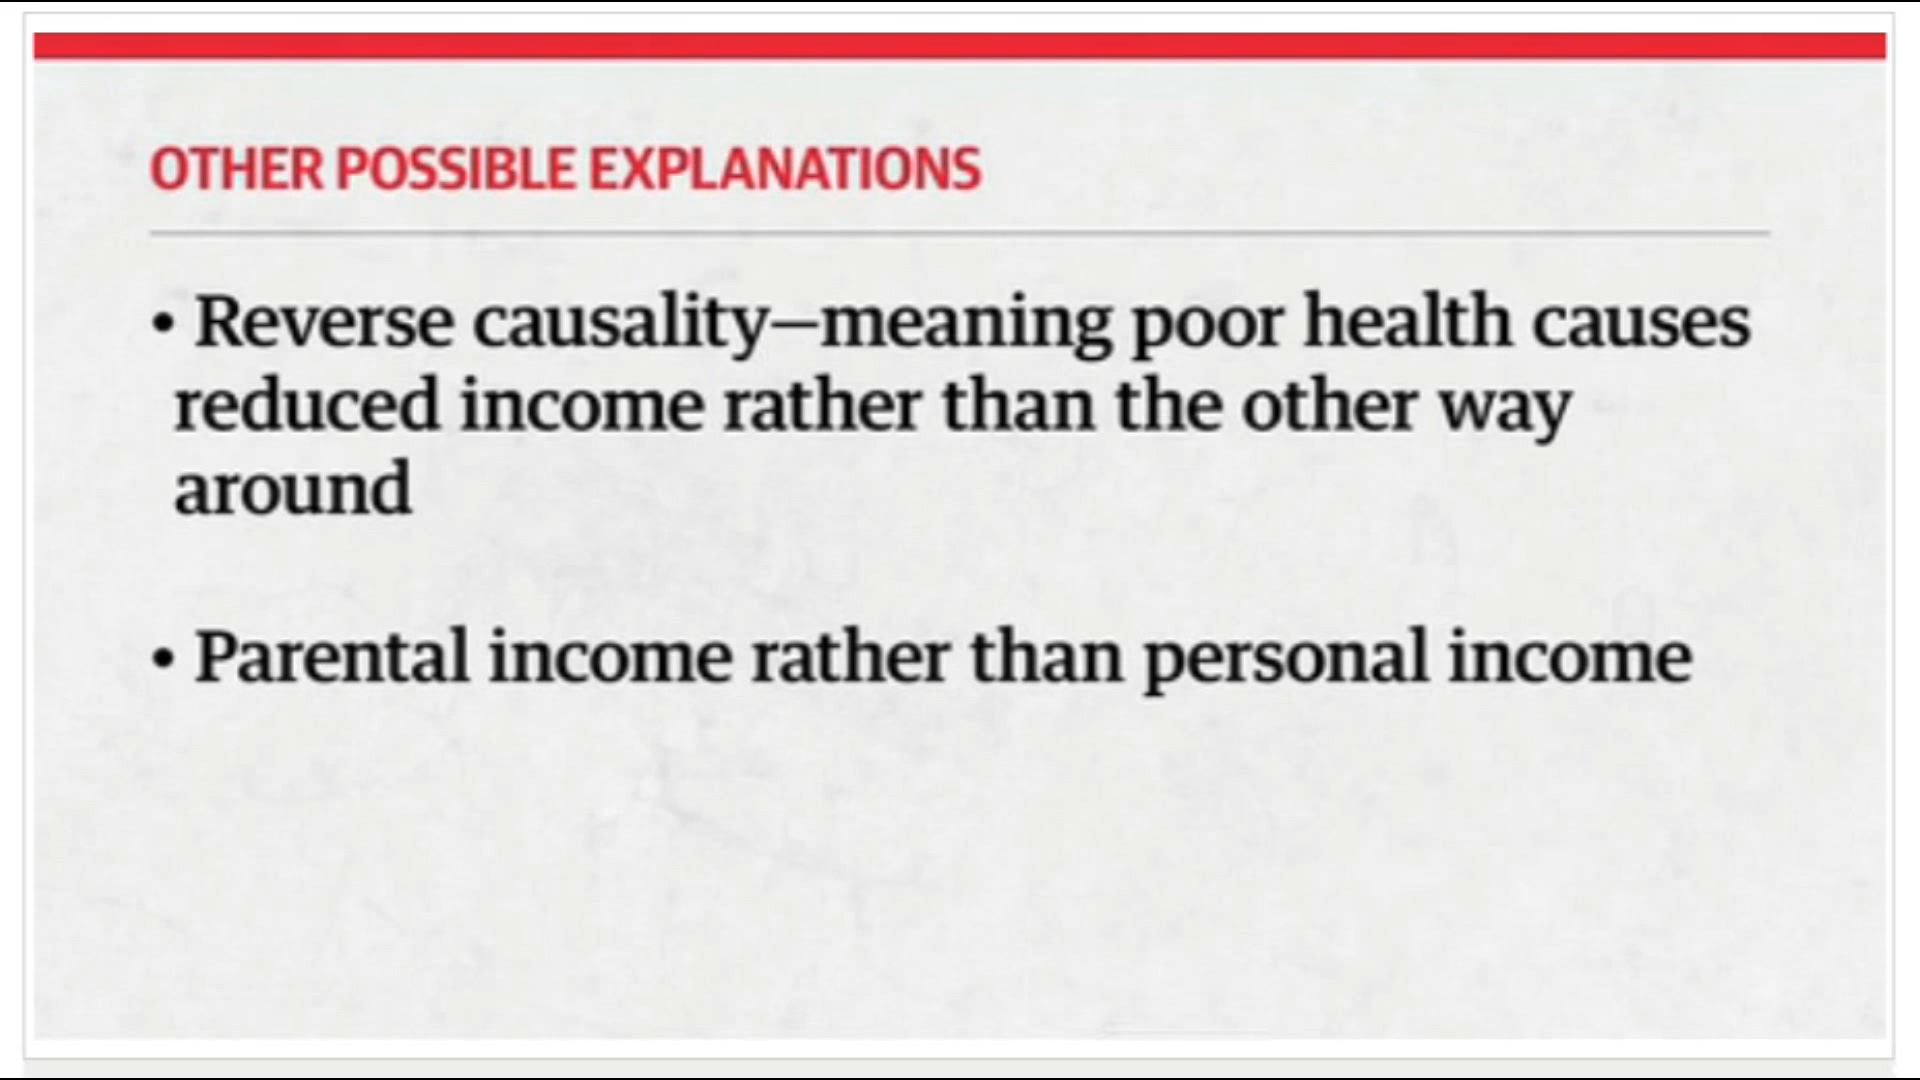 OTHER POSSIBLE EXPLANATIONS
• Reverse causality—meaning poor health causes
reduced income rather than the other way
around
• Parental income rather than personal income